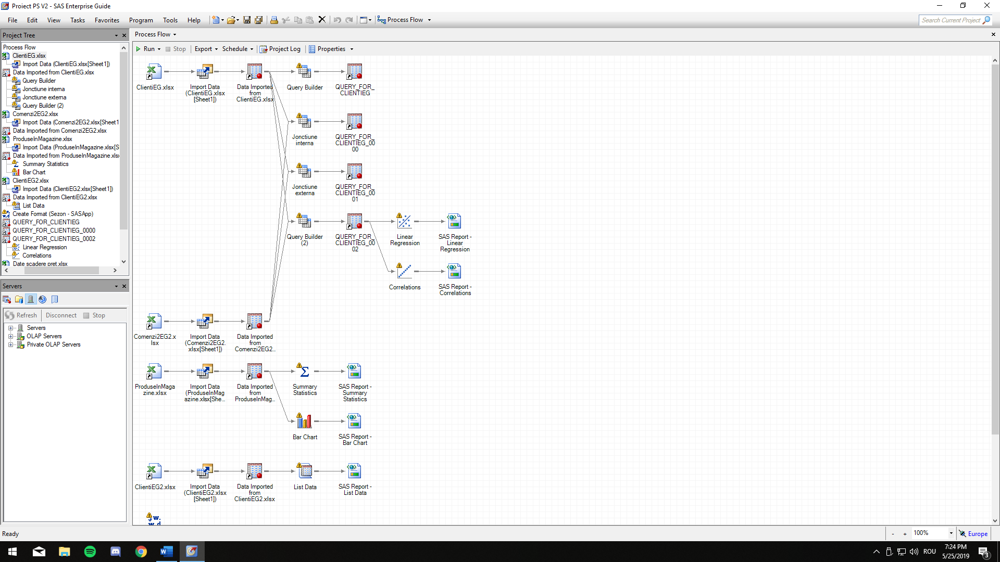 Project PS V2 - SAS Enterprise Guide
File Edit View Tasks Favorites Program Tools Help Process Flow Search Current Project
Project Tree
Process Flow
ClientiEG.xlsx
Import Data (ClientiEG.xlsx[Sheet1])
Data Imported from ClientiEG.xlsx
Query Builder
Jonctiune interna
Jonctiune externa
Query Builder (2)
Comenzi2EG2.xlsx
Import Data (Comenzi2EG2.xlsx[Sheet1
Data Imported from Comenzi2EG2.xlsx
ProduseInMagazine.xlsx
Import Data (ProduseInMagazine.xlsx[S
Data Imported from ProduseInMagazine.xlsx
Summary Statistics
Bar Chart
ClientiEG2.xlsx
Import Data (ClientiEG2.xlsx[Sheet1])
Data Imported from ClientiEG2.xlsx
List Data
Create Format (Sezon - SASApp)
QUERY_FOR_CLIENTIEG
QUERY_FOR_CLIENTIEG_0000
QUERY_FOR_CLIENTIEG_0002
Linear Regression
Correlations
Date scadere pret.xlsx
Servers
Refresh Disconnect Stop
Servers
OLAP Servers
Private OLAP Servers
Process Flow
Run Stop Export Schedule Project Log Properties
ClientiEG.xlsx
Import Data
(ClientiEG.xlsx
[Sheet1])
Data Imported
from
ClientiEG.xlsx
Query Builder
QUERY_FOR_
CLIENTIEG
Jonctiune
interna
QUERY_FOR_
CLIENTIEG_00
00
Jonctiune
externa
QUERY_FOR_
CLIENTIEG_00
01
Query Builder
(2)
QUERY_FOR_
CLIENTIEG_00
02
Linear
Regression
SAS Report -
Linear
Regression
Correlations
SAS Report -
Correlations
Comenzi2EG2.x
lsx
Import Data
(Comenzi2EG2.
xlsx[Sheet1])
Data Imported
from
Comenzi2EG2...
ProduseInMaga
zine.xlsx
Import Data
(ProduseInMag
azine.xlsx[She...
Data Imported
from
ProduseInMag...
Summary
Statistics
SAS Report -
Summary
Statistics
Bar Chart
SAS Report -
Bar Chart
ClientiEG2.xlsx
Import Data
(ClientiEG2.xlsx
[Sheet1])
Data Imported
from
ClientiEG2.xlsx
List Data
SAS Report -
List Data
Ready
- + 100% Europe
ROU
7:24 PM
5/25/2019
3